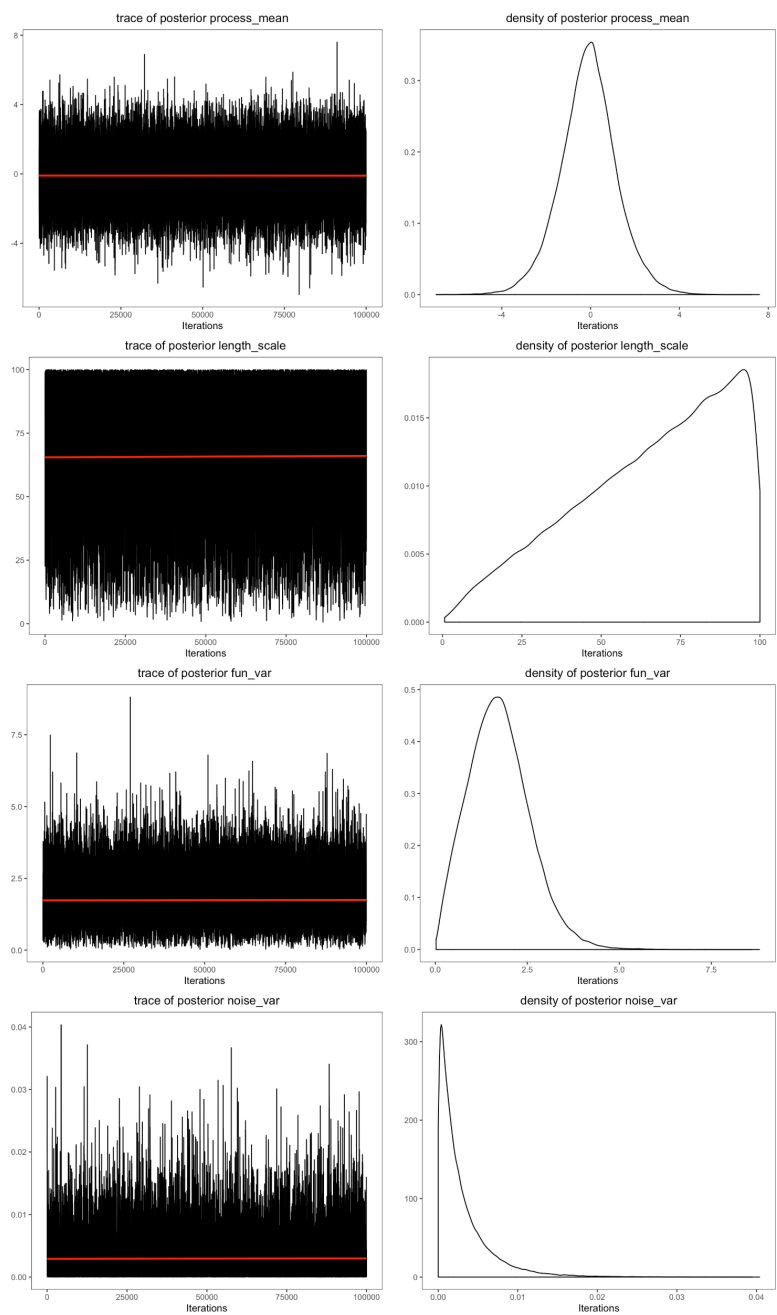 trace of posterior process_mean
8
4
0
-4
0 25000 50000 75000 100000
Iterations
density of posterior process_mean
0.3
0.2
0.1
0.0
-4 0 4 8
Iterations
trace of posterior length_scale
100
75
50
25
0
0 25000 50000 75000 100000
Iterations
density of posterior length_scale
0.015
0.010
0.005
0.000
0 25 50 75 100
Iterations
trace of posterior fun_var
7.5
5.0
2.5
0.0
0 25000 50000 75000 100000
Iterations
density of posterior fun_var
0.5
0.4
0.3
0.2
0.1
0.0
0.0 2.5 5.0 7.5
Iterations
trace of posterior noise_var
0.04
0.03
0.02
0.01
0.00
0 25000 50000 75000 100000
Iterations
density of posterior noise_var
300
200
100
0
0.00 0.01 0.02 0.03 0.04
Iterations